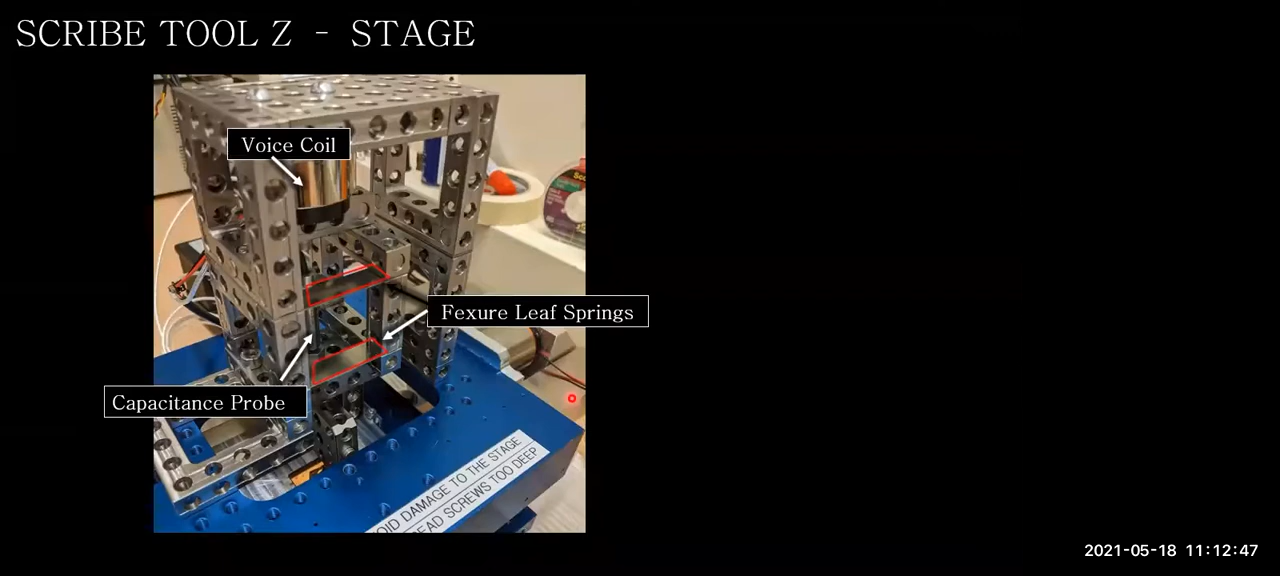 SCRIBE TOOL Z - STAGE
Voice Coil
Fexure Leaf Springs
Capacitance Probe
OID DAMAGE TO THE STAGE
EAD SCREWS TOO DEEP
2021-05-18 11:12:47